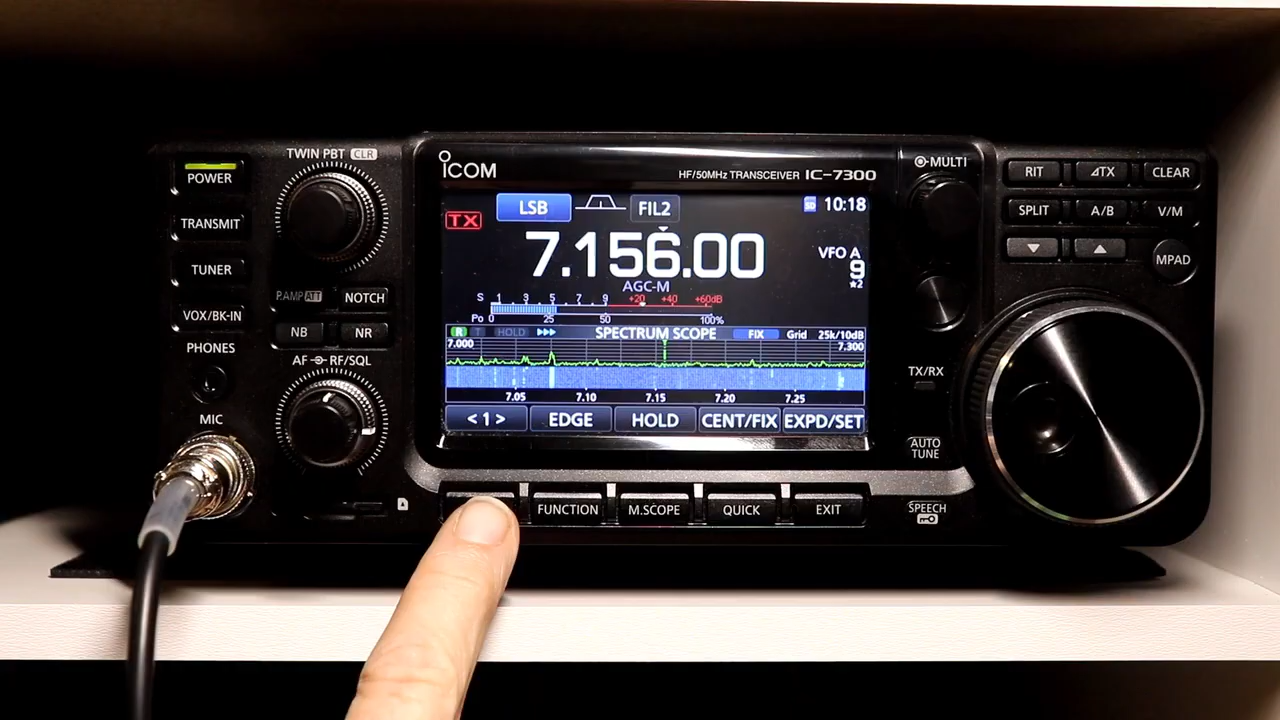 TWIN PBT CLR
POWER
TRANSMIT
TUNER
VOX/BK-IN
P.AMP ATT
NOTCH
NB
NR
PHONES
AF RF/SQL
MIC
ICOM
HF/50MHz TRANSCEIVER IC-7300
LSB
FIL2
SD
10:18
TX
7.156.00
VFO A
9
★2
AGC-M
S 1 3 5 7 9 +20 +40 +60dB
Po 0 25 50 100%
R T HOLD
SPECTRUM SCOPE
FIX
Grid
25k/10dB
7.000
7.300
7.05 7.10 7.15 7.20 7.25
< 1 >
EDGE
HOLD
CENT/FIX
EXPD/SET
FUNCTION
M.SCOPE
QUICK
EXIT
MULTI
TX/RX
AUTO
TUNE
SPEECH
RIT
⊿TX
CLEAR
SPLIT
A/B
V/M
MPAD